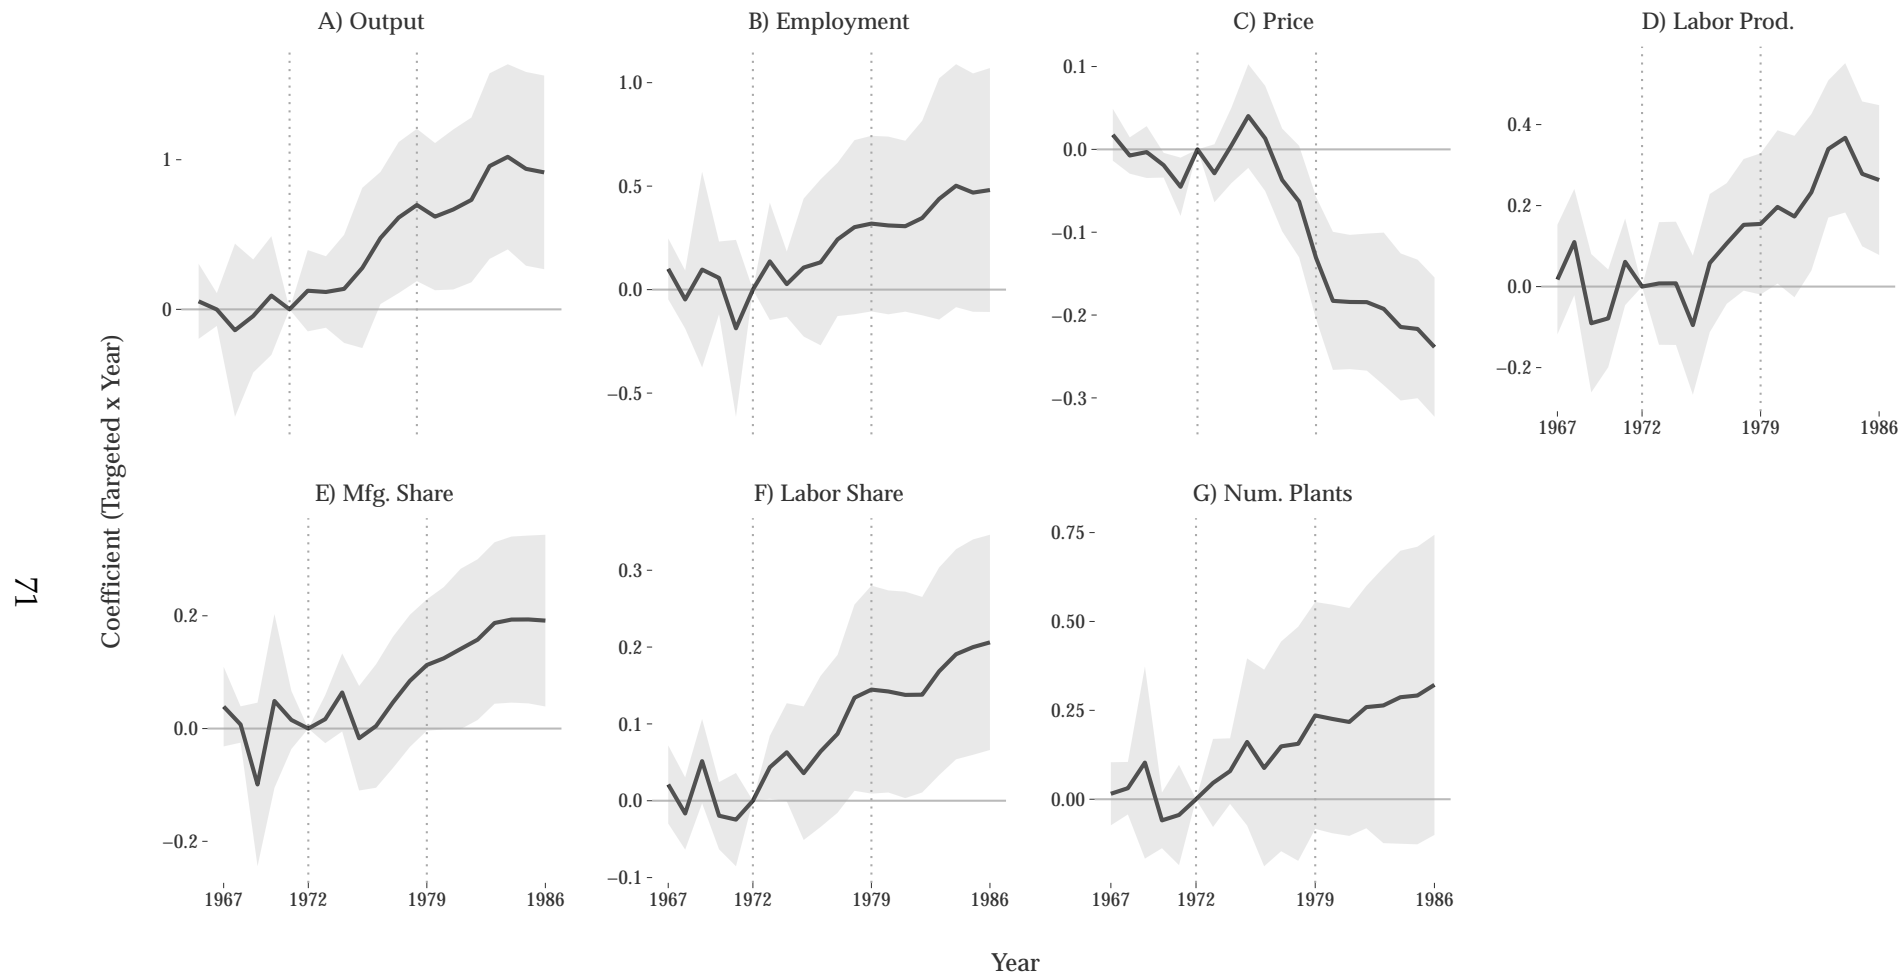 A) Output
1
0
B) Employment
1.0
0.5
0.0
−0.5
C) Price
0.1
0.0
−0.1
−0.2
−0.3
D) Labor Prod.
0.4
0.2
0.0
−0.2
1967 1972 1979 1986
E) Mfg. Share
0.2
0.0
−0.2
1967 1972 1979 1986
F) Labor Share
0.3
0.2
0.1
0.0
−0.1
1967 1972 1979 1986
G) Num. Plants
0.75
0.50
0.25
0.00
1967 1972 1979 1986
Coefficient (Targeted x Year)
Year
71